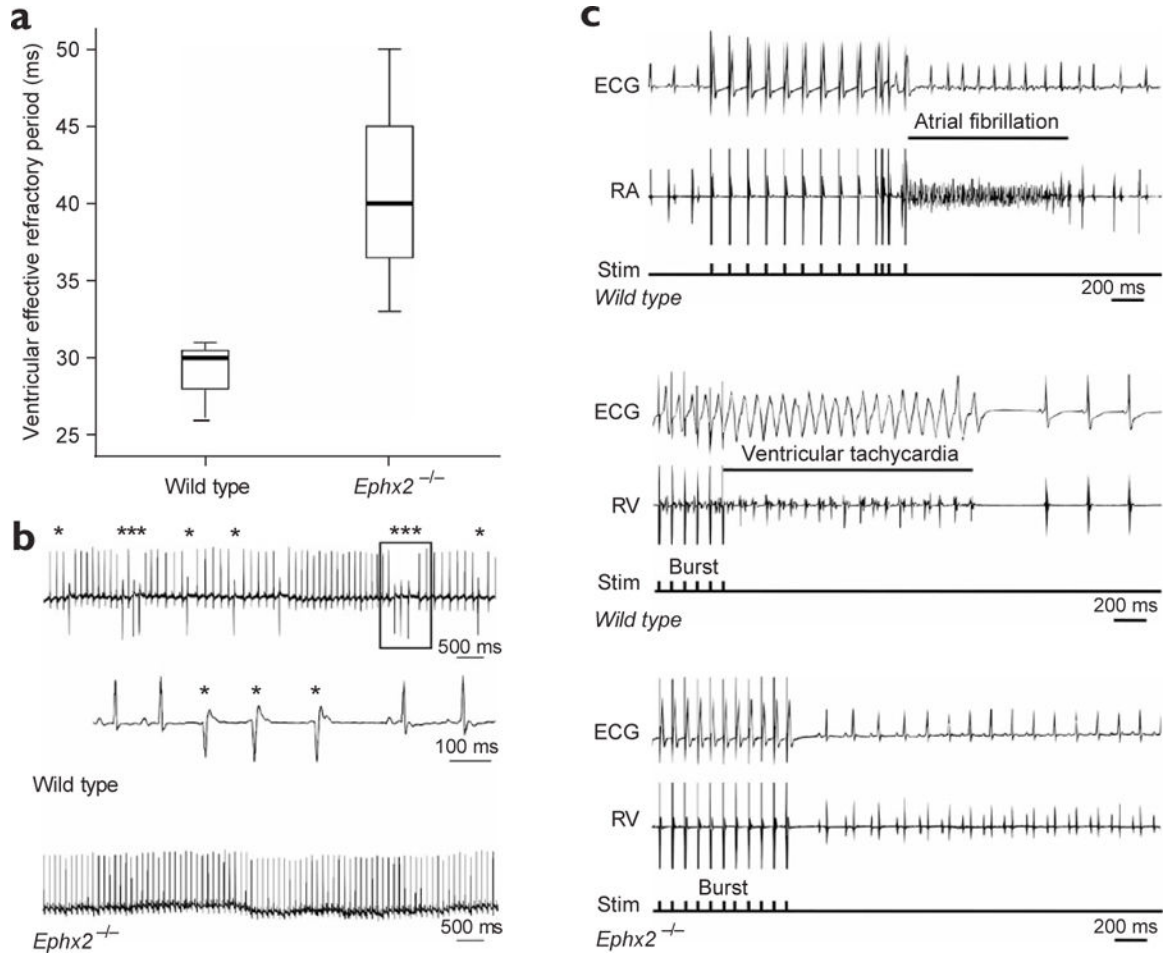 a
Ventricular effective refractory period (ms)
50
45
40
35
30
25
Wild type
Ephx2 –/–
b
* *** * * *** *
500 ms
* * *
100 ms
Wild type
500 ms
Ephx2 –/–
c
ECG
Atrial fibrillation
RA
Stim
200 ms
Wild type
ECG
Ventricular tachycardia
RV
Burst
Stim
200 ms
Wild type
ECG
RV
Burst
Stim
200 ms
Ephx2 –/–